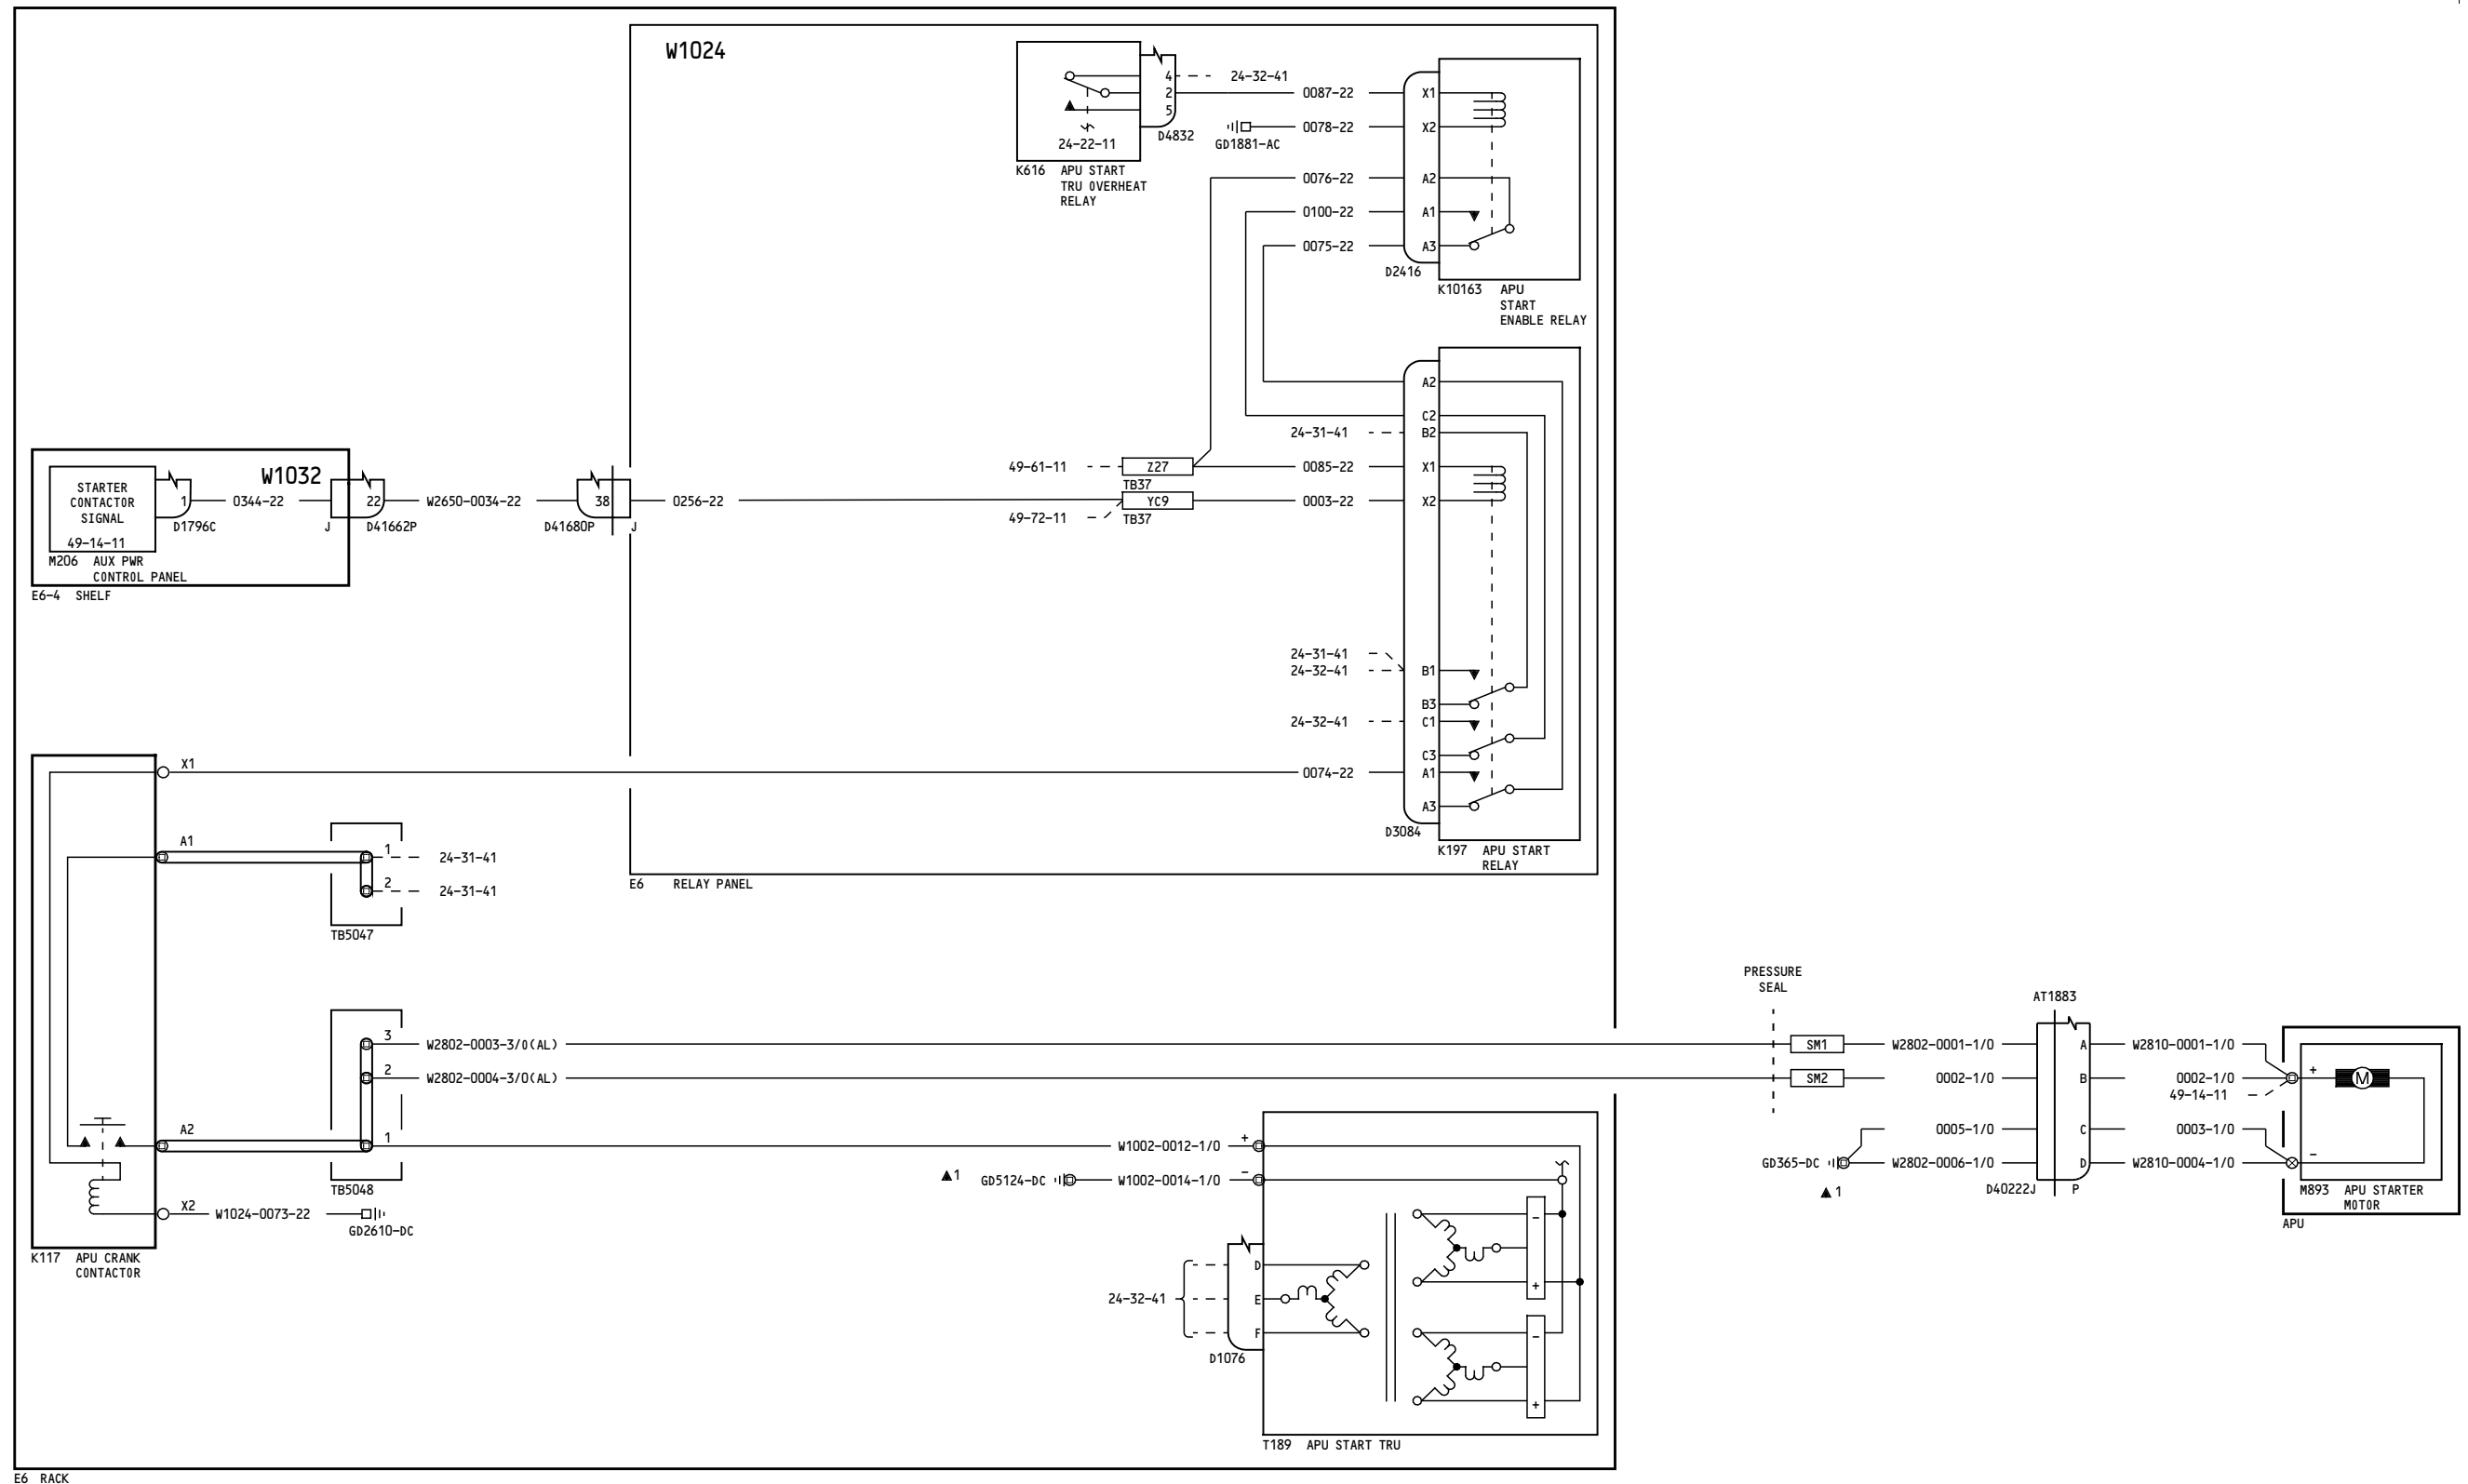 W1024
4
24-32-41
2
0087-22
X1
5
D4832
0078-22
X2
24-22-11
GD1881-AC
K616 APU START
TRU OVERHEAT
RELAY
0076-22
A2
0100-22
A1
0075-22
A3
D2416
K10163 APU
START
ENABLE RELAY
A2
C2
24-31-41
B2
49-61-11
Z27
0085-22
X1
TB37
W1032
STARTER
CONTACTOR
SIGNAL
49-14-11
1
0344-22
22
W2650-0034-22
38
0256-22
YC9
0003-22
X2
D1796C
J
D41662P
D41680P
J
49-72-11
TB37
M206 AUX PWR
CONTROL PANEL
E6-4 SHELF
24-31-41
24-32-41
B1
B3
24-32-41
C1
C3
X1
0074-22
A1
A3
D3084
K197 APU START
RELAY
E6 RELAY PANEL
A1
1
24-31-41
2
24-31-41
TB5047
PRESSURE
SEAL
AT1883
3
W2802-0003-3/0(AL)
SM1
W2802-0001-1/0
A
W2810-0001-1/0
2
W2802-0004-3/0(AL)
SM2
0002-1/0
B
0002-1/0
+
M
49-14-11
A2
1
W1002-0012-1/0
+
0005-1/0
C
0003-1/0
TB5048
1
GD5124-DC
W1002-0014-1/0
-
GD365-DC
W2802-0006-1/0
D
W2810-0004-1/0
-
1
D40222J
P
M893 APU STARTER
MOTOR
APU
X2
W1024-0073-22
GD2610-DC
K117 APU CRANK
CONTACTOR
-
D
+
24-32-41
E
F
-
D1076
+
T189 APU START TRU
E6 RACK